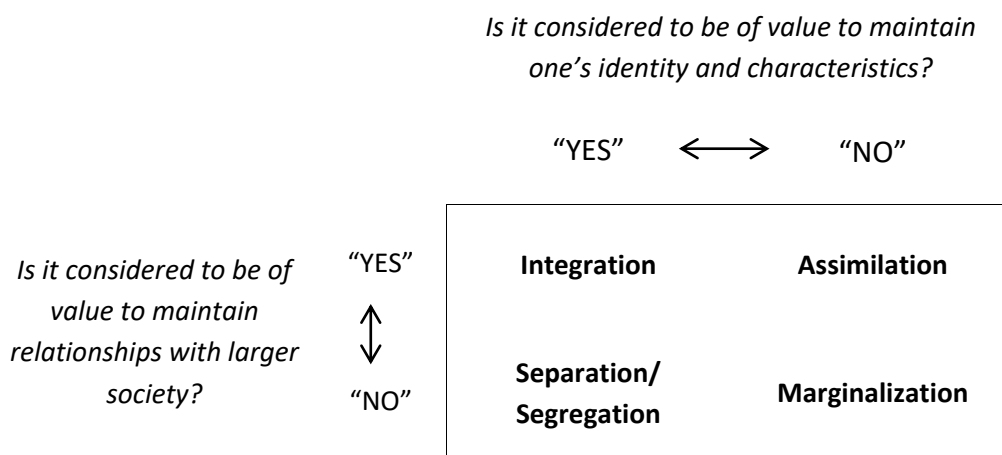 Is it considered to be of value to maintain
one’s identity and characteristics?
“YES” “NO”
Is it considered to be of
value to maintain
relationships with larger
society?
“YES”
“NO”
Integration Assimilation
Separation/
Segregation
Marginalization